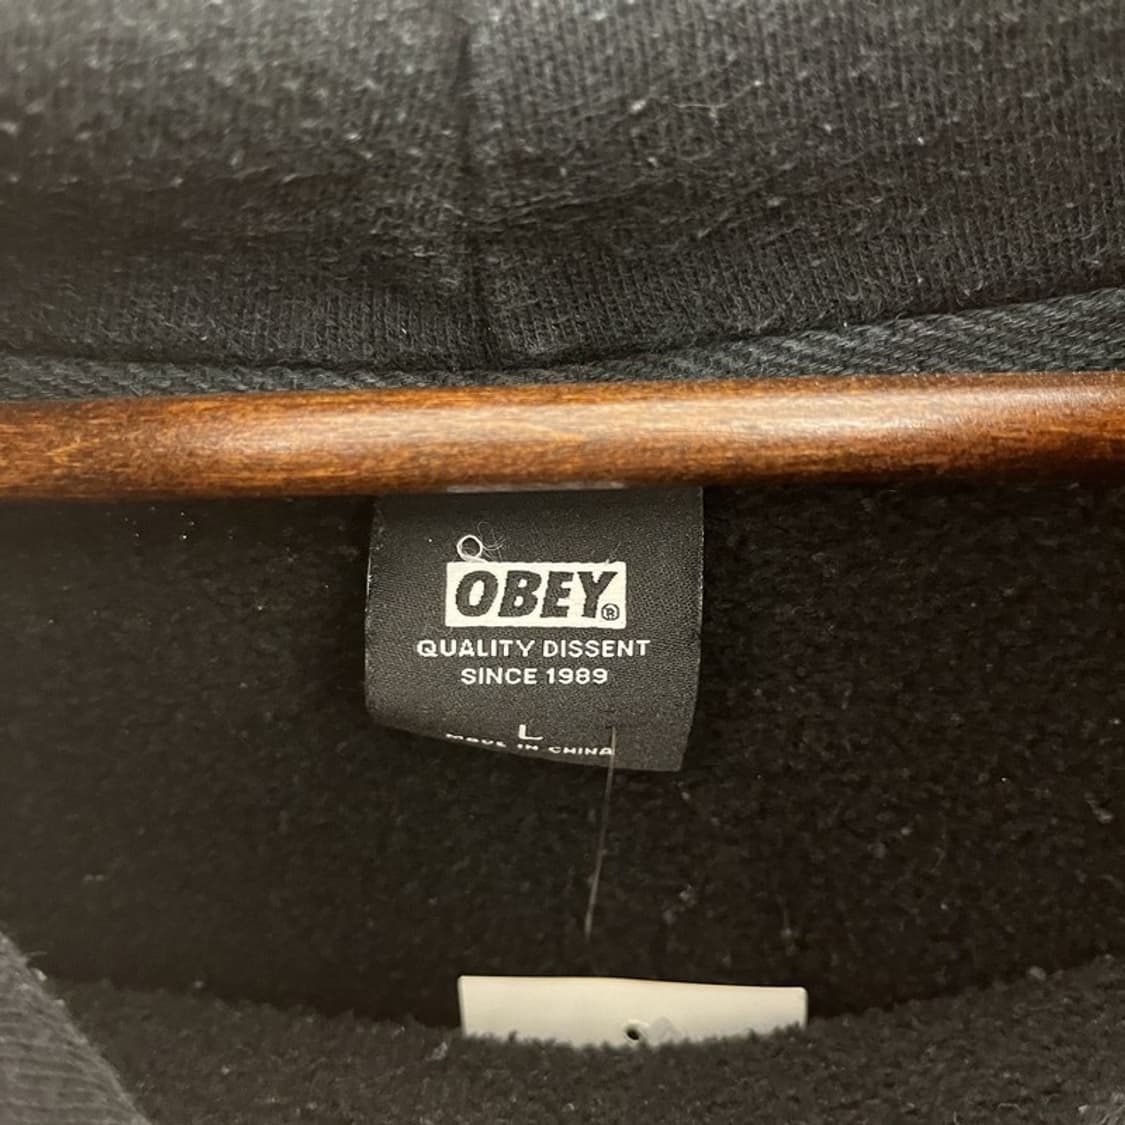 OBEY®
QUALITY DISSENT
SINCE 1989
L
MADE IN CHINA